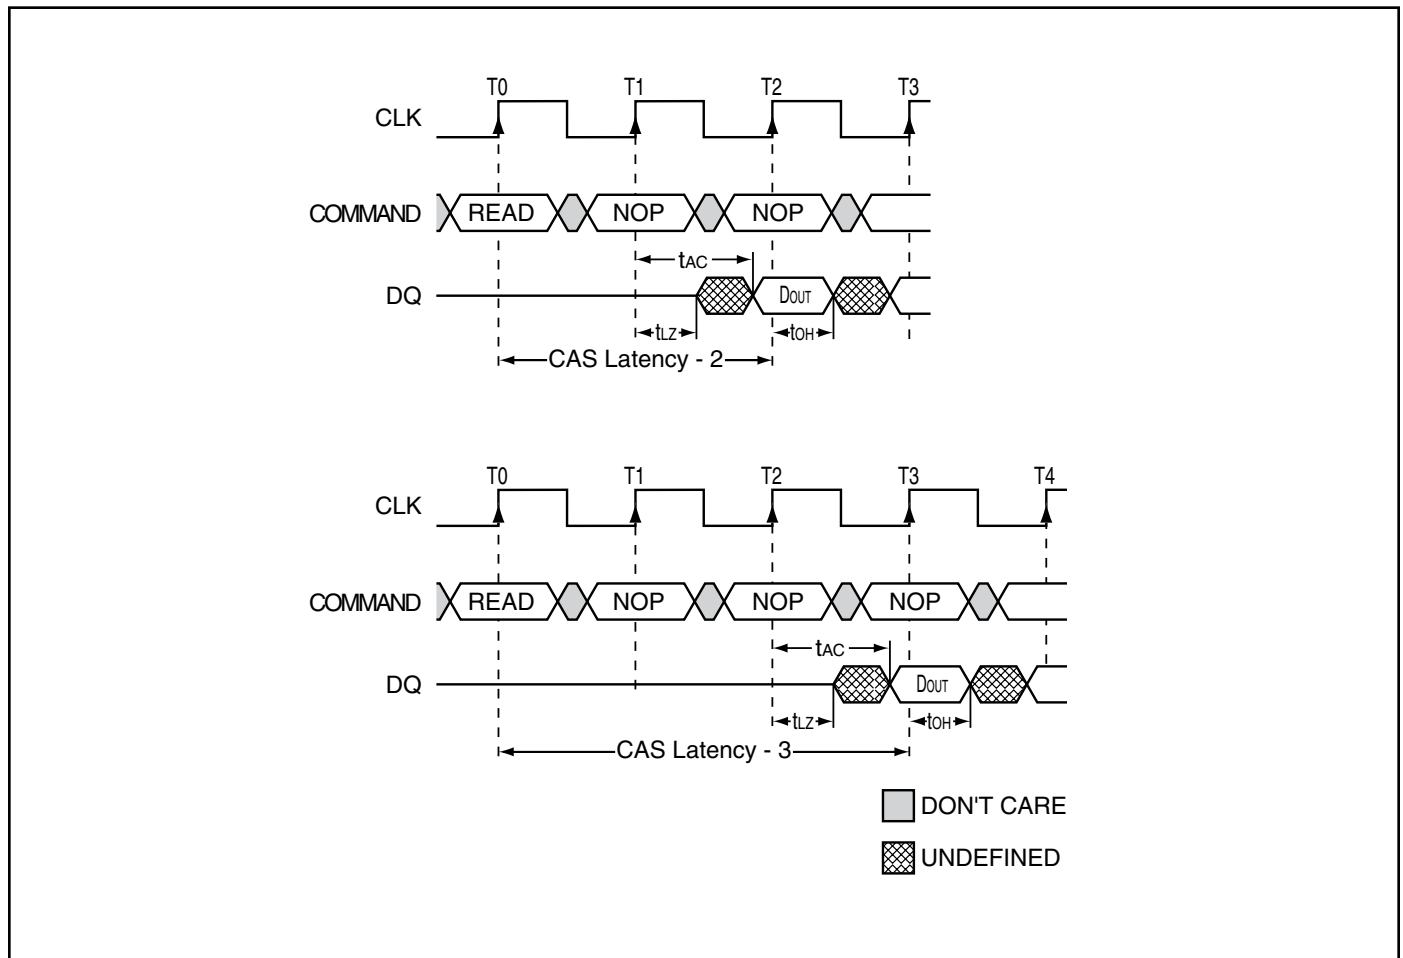 T0 T1 T2 T3
CLK
COMMAND READ NOP NOP
tAC
DQ DOUT
tLZ tOH
CAS Latency - 2
T0 T1 T2 T3 T4
CLK
COMMAND READ NOP NOP NOP
tAC
DQ DOUT
tLZ tOH
CAS Latency - 3
DON'T CARE
UNDEFINED